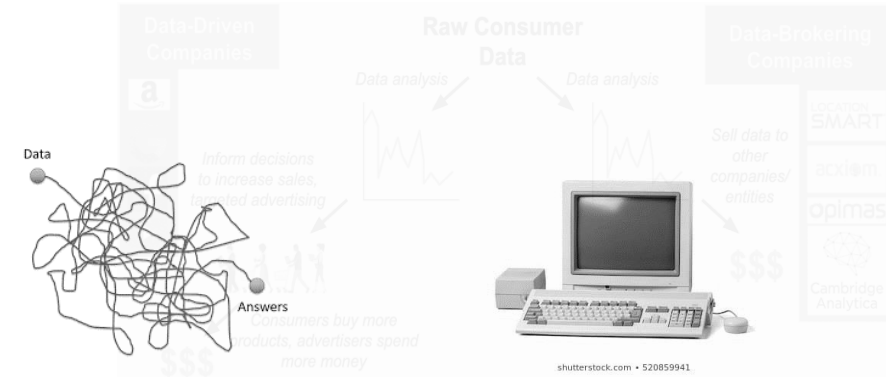 Data-Driven
Companies
Raw Consumer
Data
Data-Brokering
Companies
Data analysis
Data analysis
a
LOCATION
SMART
Data
Inform decisions
to increase sales,
targeted advertising
Sell data to
other
companies/
entities
acxiom
opimas
$$$
Cambridge
Analytica
Answers
Consumers buy more
products, advertisers spend
more money
$$$
shutterstock.com • 520859941